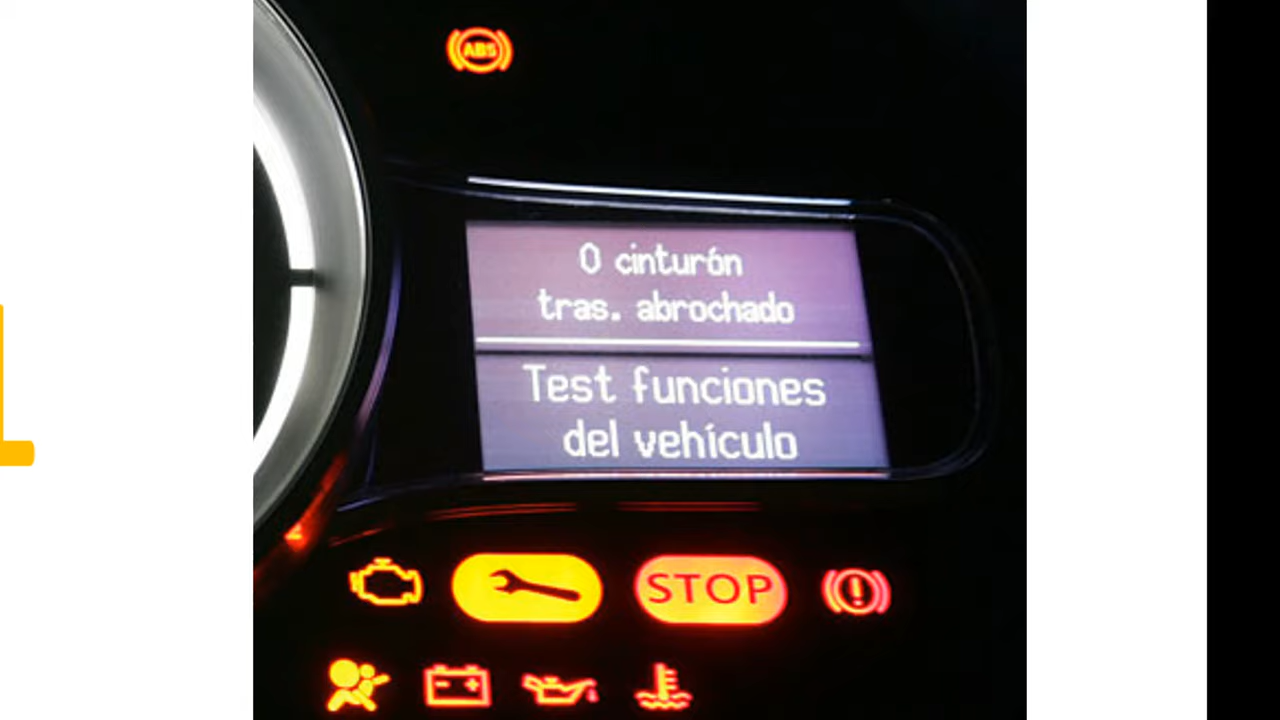 ABS
0 cinturón
tras. abrochado
Test funciones
del vehículo
STOP